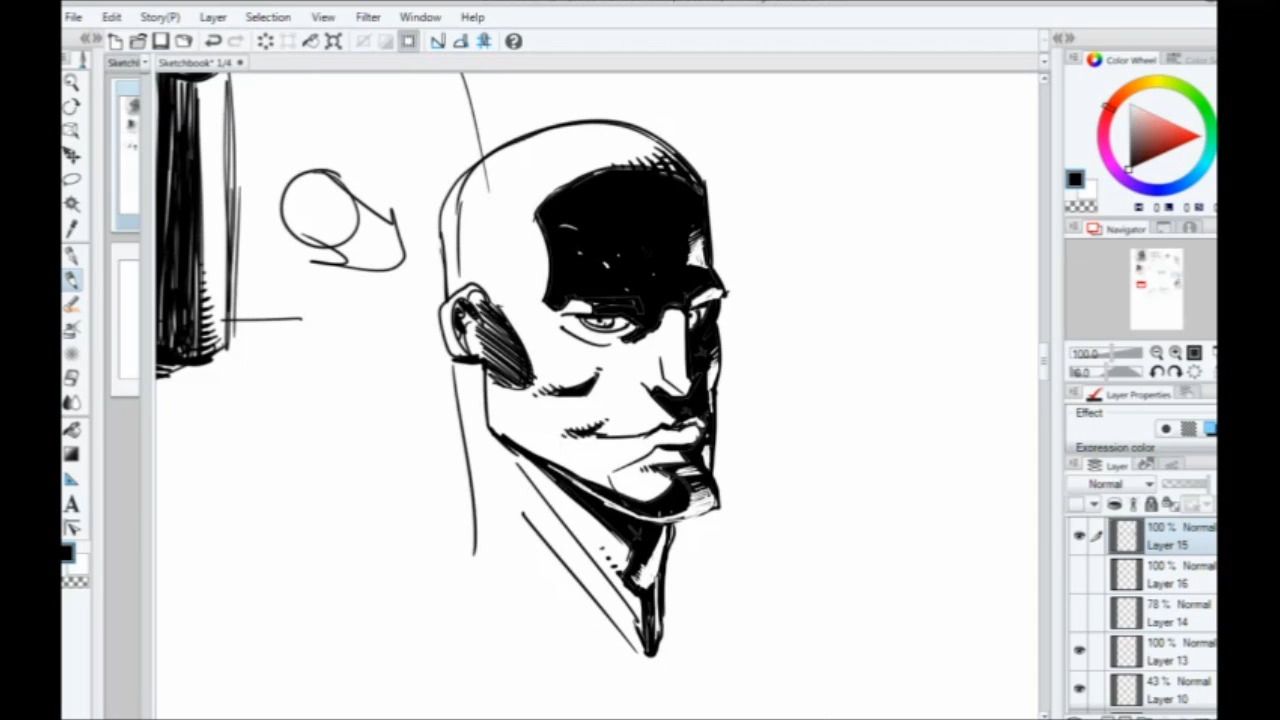 File Edit Story(P) Layer Selection View Filter Window Help
Sketchbook* 1/4
Color Wheel
Navigator
100.0
Layer Properties
Effect
Expression color
Layer
Normal
100 % Normal
Layer 15
100 % Normal
Layer 16
78 % Normal
Layer 14
100 % Normal
Layer 13
43 % Normal
Layer 10